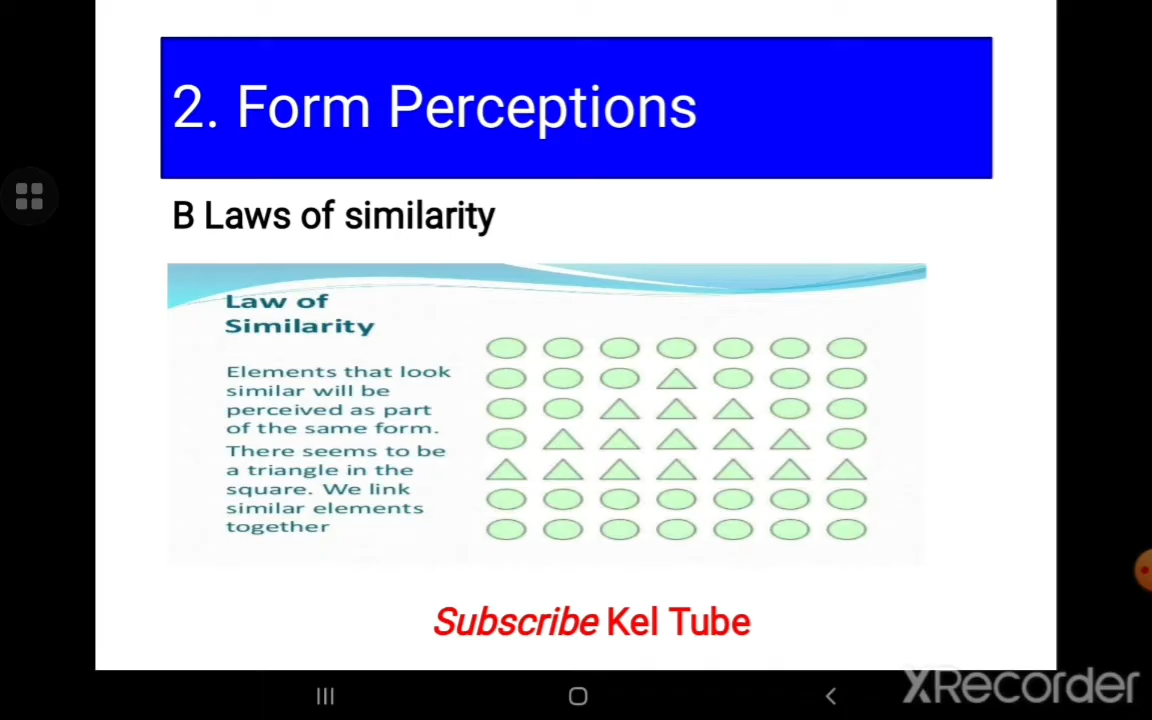 2. Form Perceptions
B Laws of similarity
Law of
Similarity
Elements that look
similar will be
perceived as part
of the same form.
There seems to be
a triangle in the
square. We link
similar elements
together
Subscribe Kel Tube
XRecorder